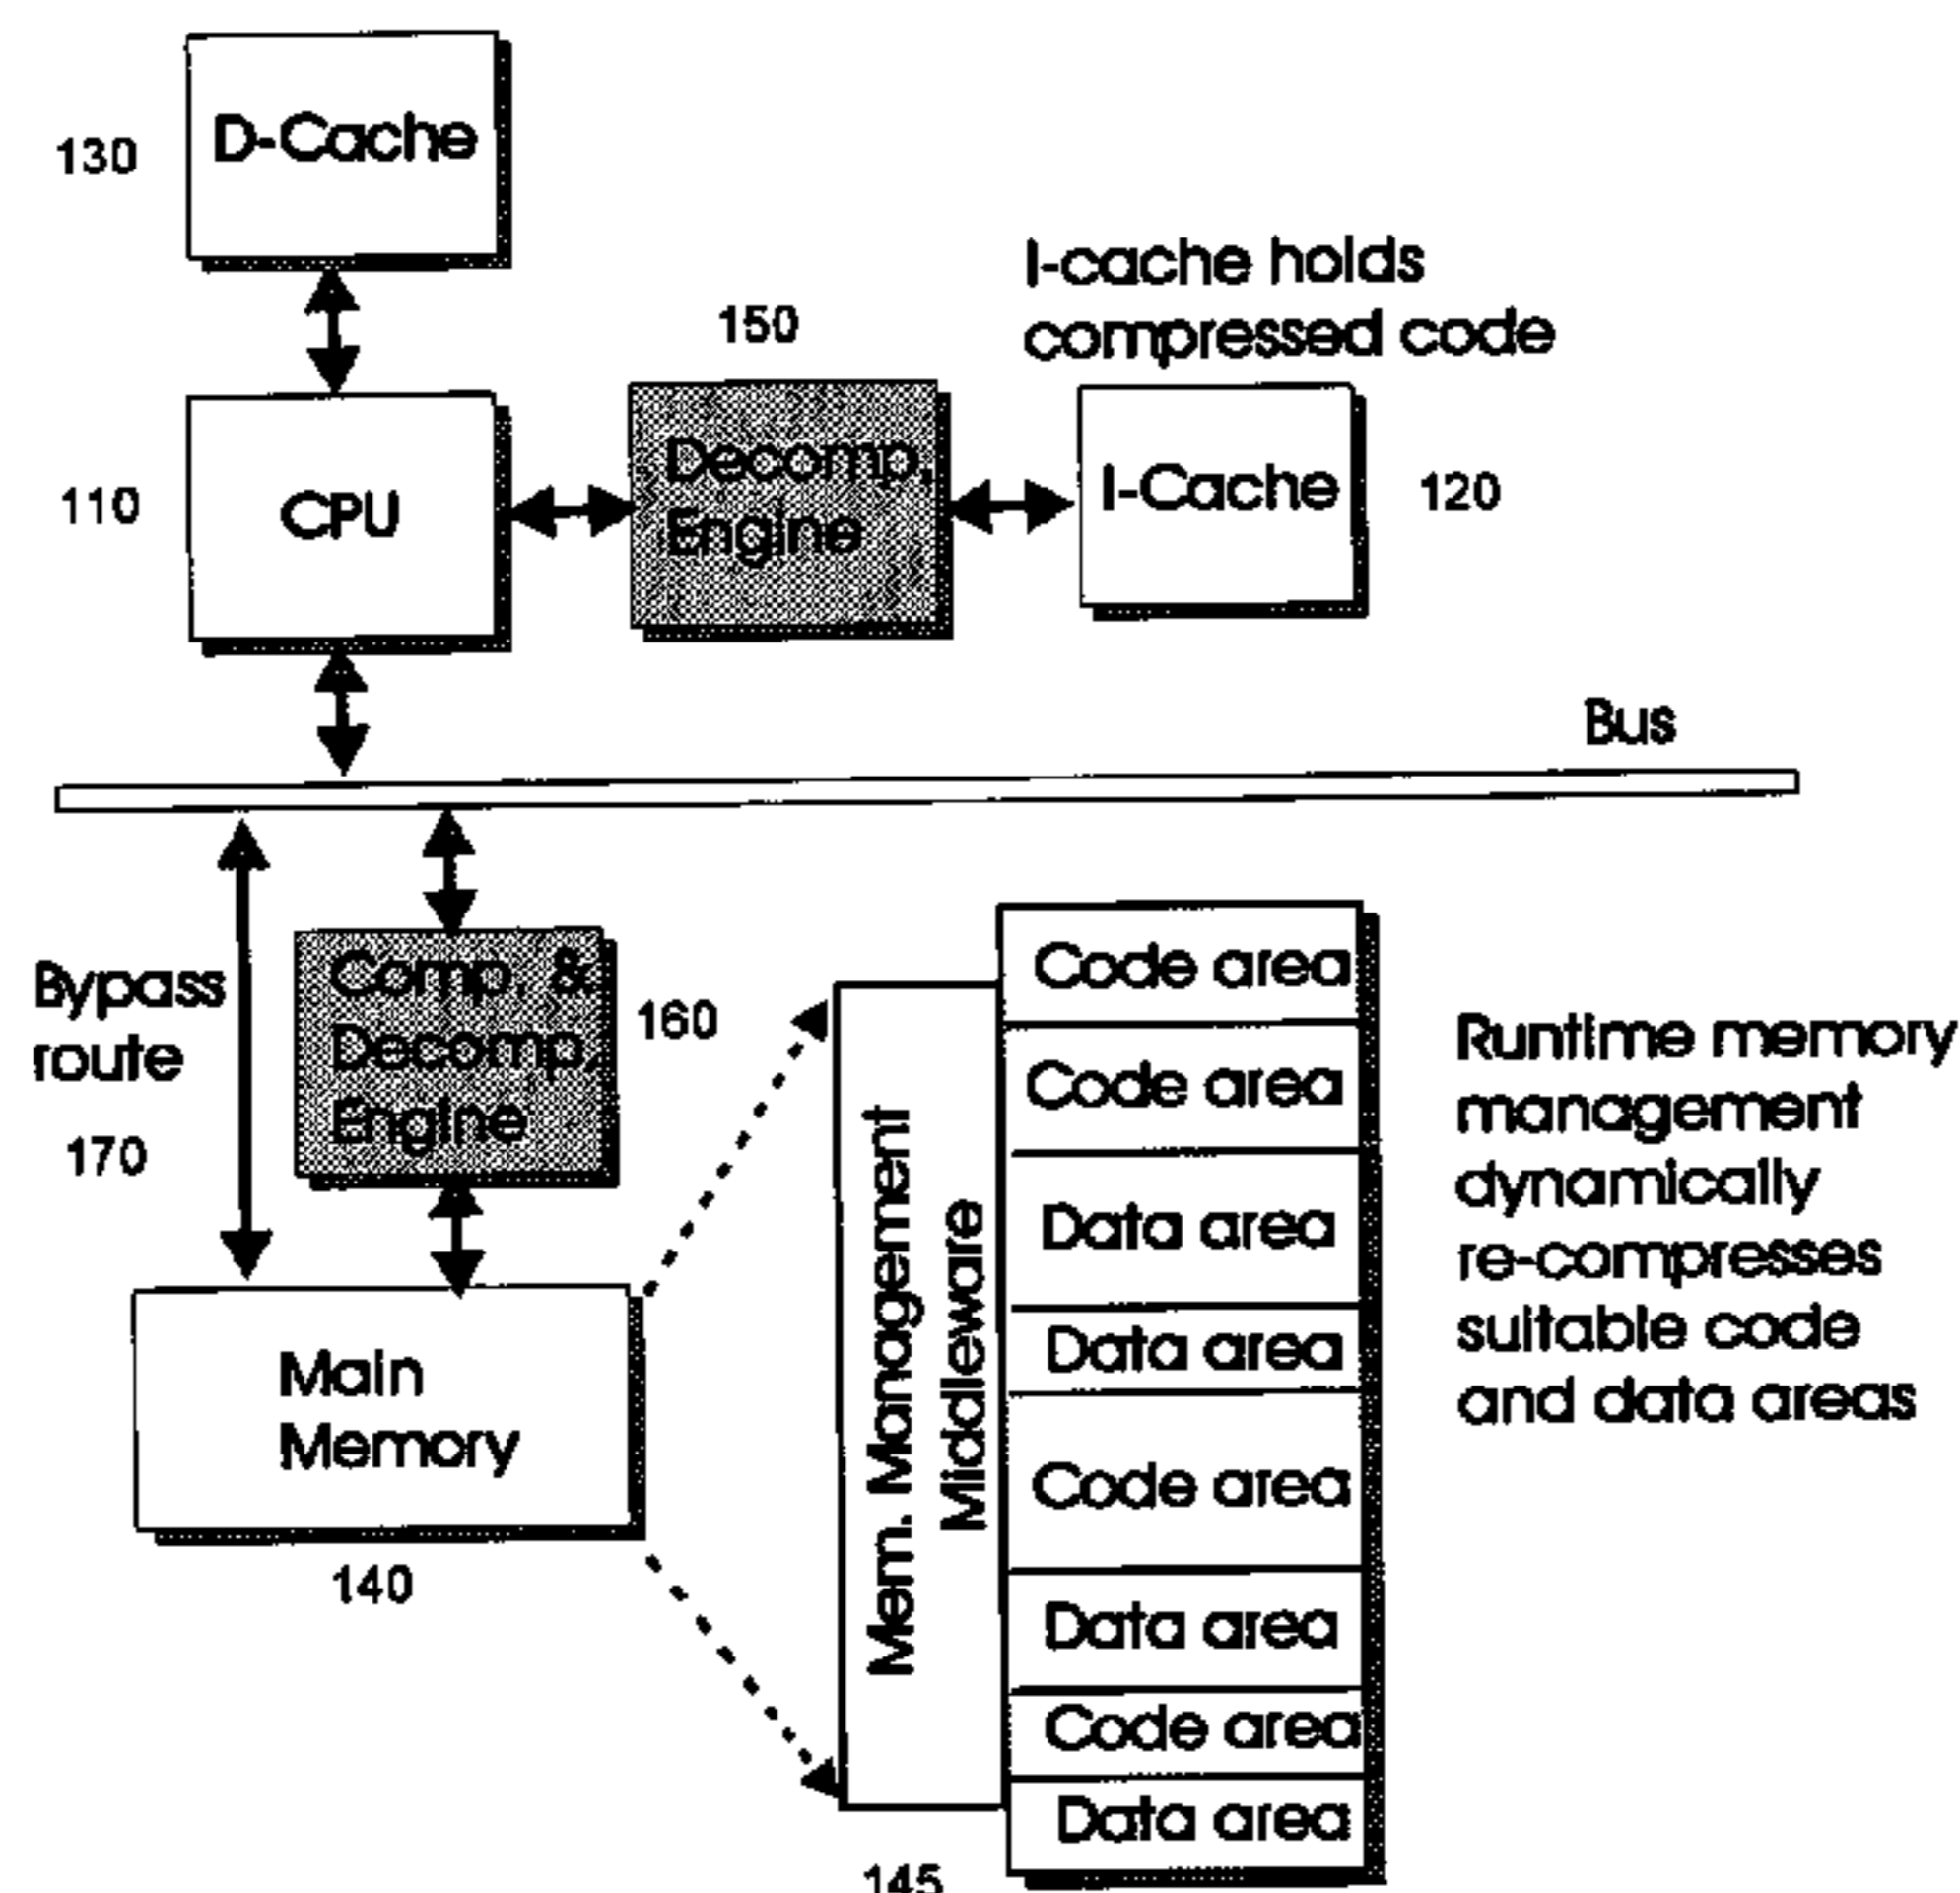 D-Cache
130
I-cache holds
compressed code
150
Decomp.
Engine
I-Cache
120
110
CPU
Bus
Bypass
route
170
Comp. &
Decomp.
Engine
160
Main
Memory
140
Mem. Management
Middleware
145
Code area
Code area
Data area
Data area
Code area
Data area
Code area
Data area
Runtime memory
management
dynamically
re-compresses
suitable code
and data areas